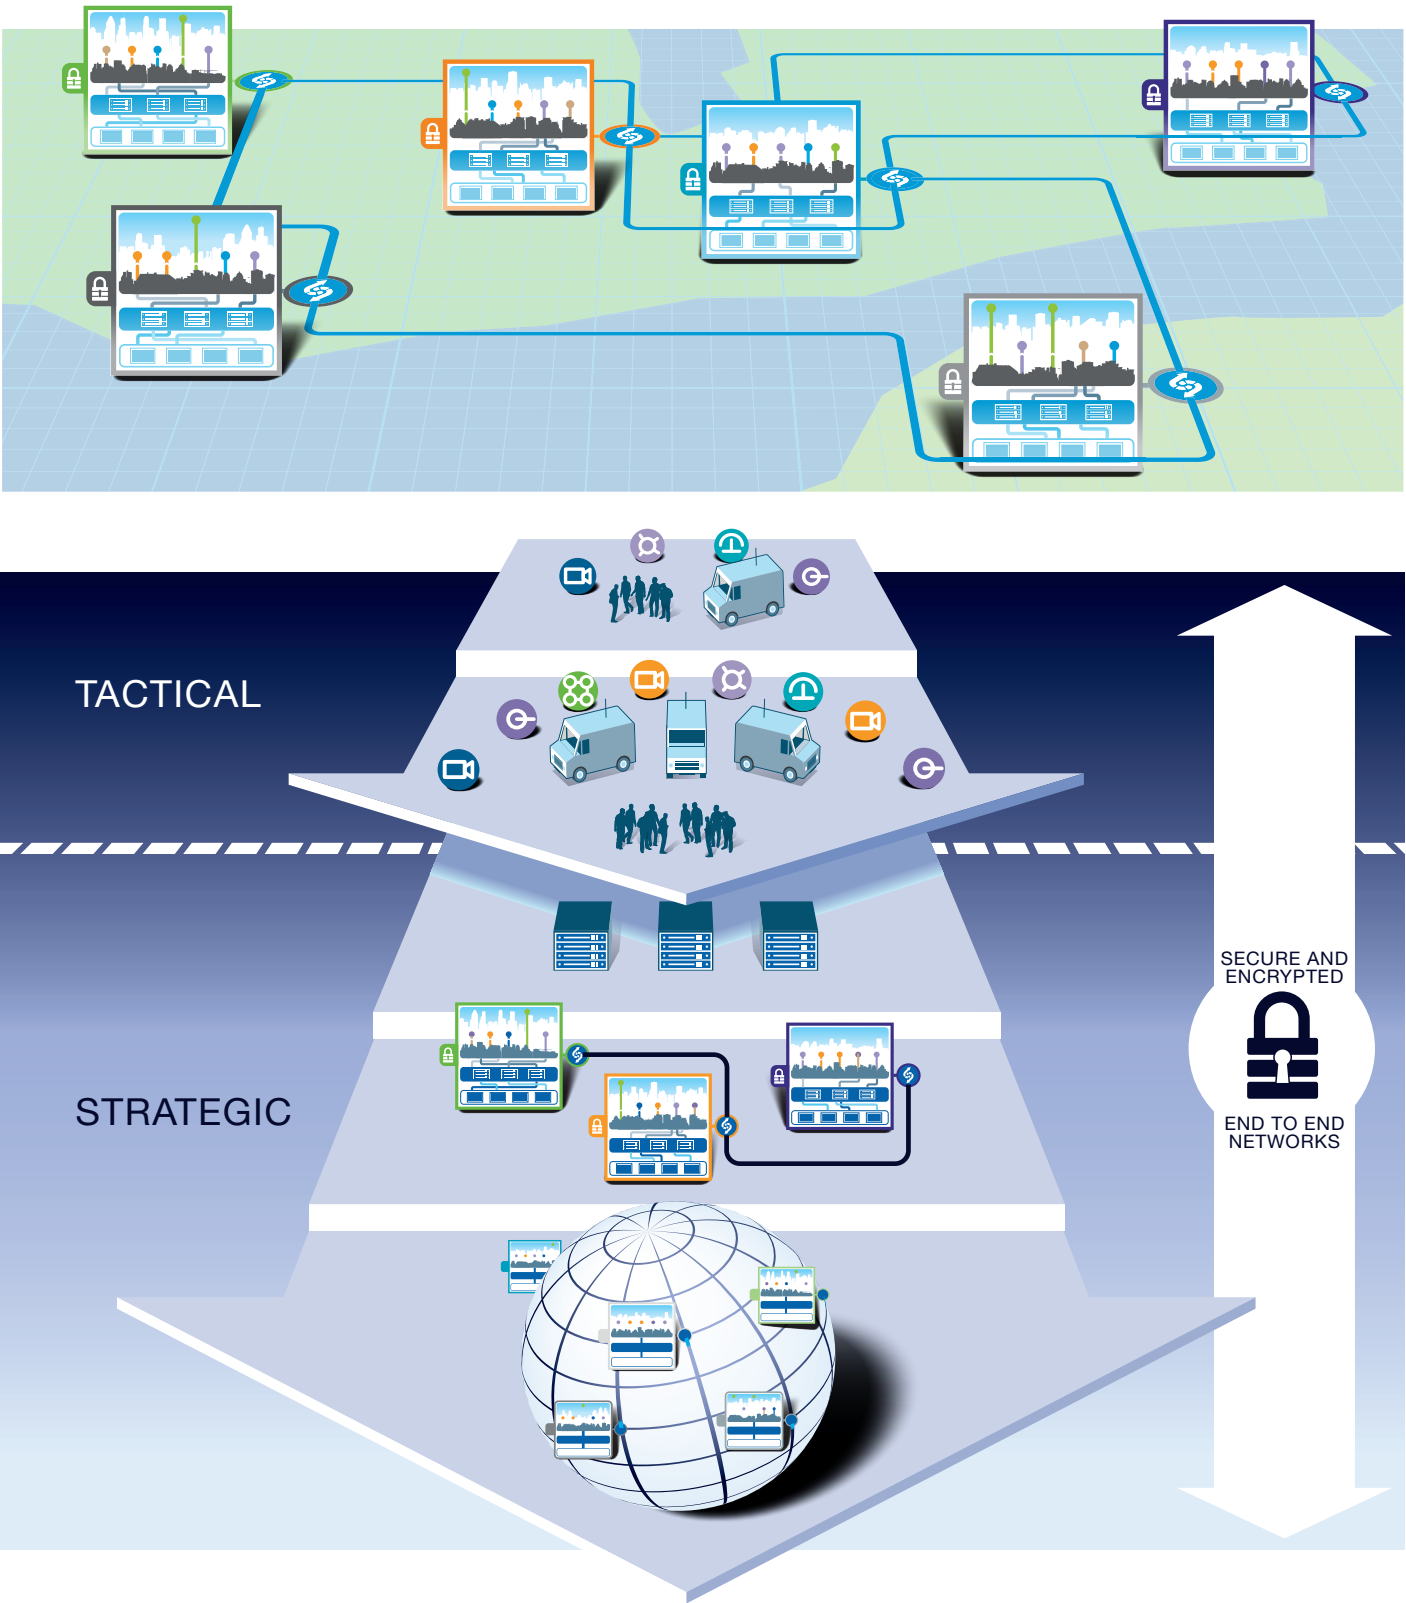 TACTICAL
SECURE AND
ENCRYPTED
STRATEGIC
END TO END
NETWORKS